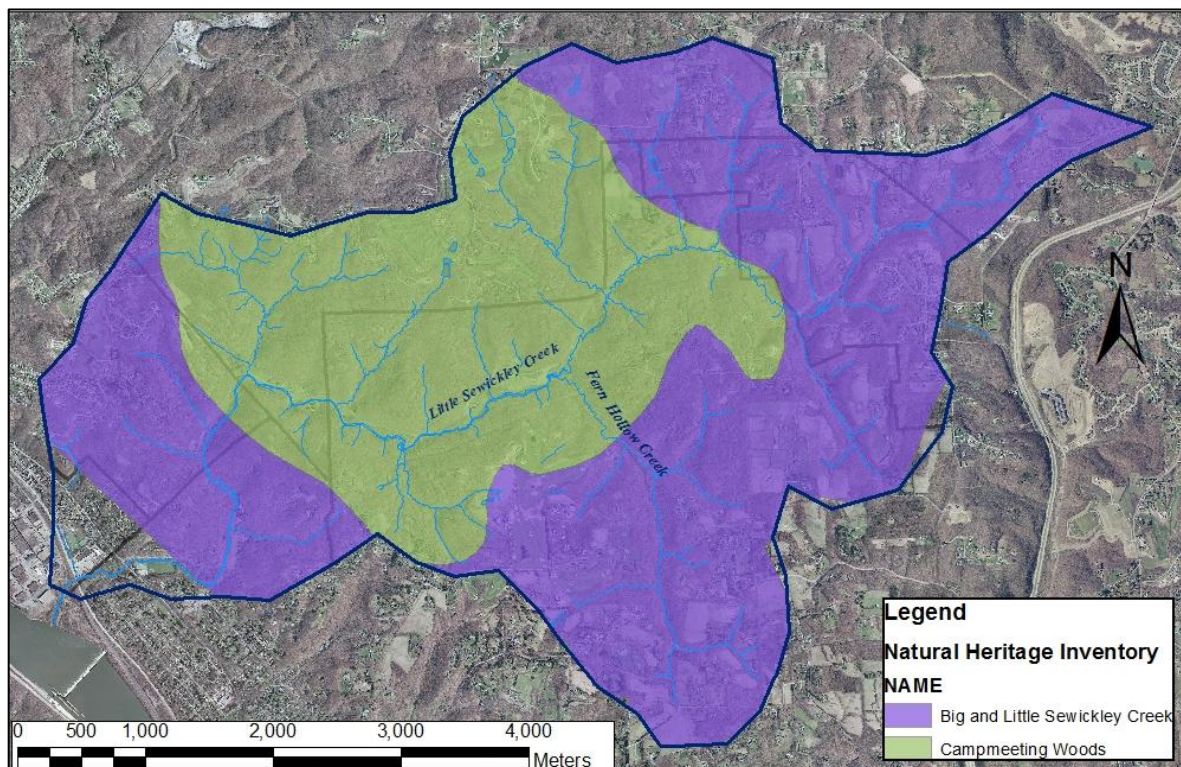 Little Sewickley Creek
Fern Hollow Creek
N
Legend
Natural Heritage Inventory
NAME
Big and Little Sewickley Creek
Campmeeting Woods
0 500 1,000 2,000 3,000 4,000
Meters